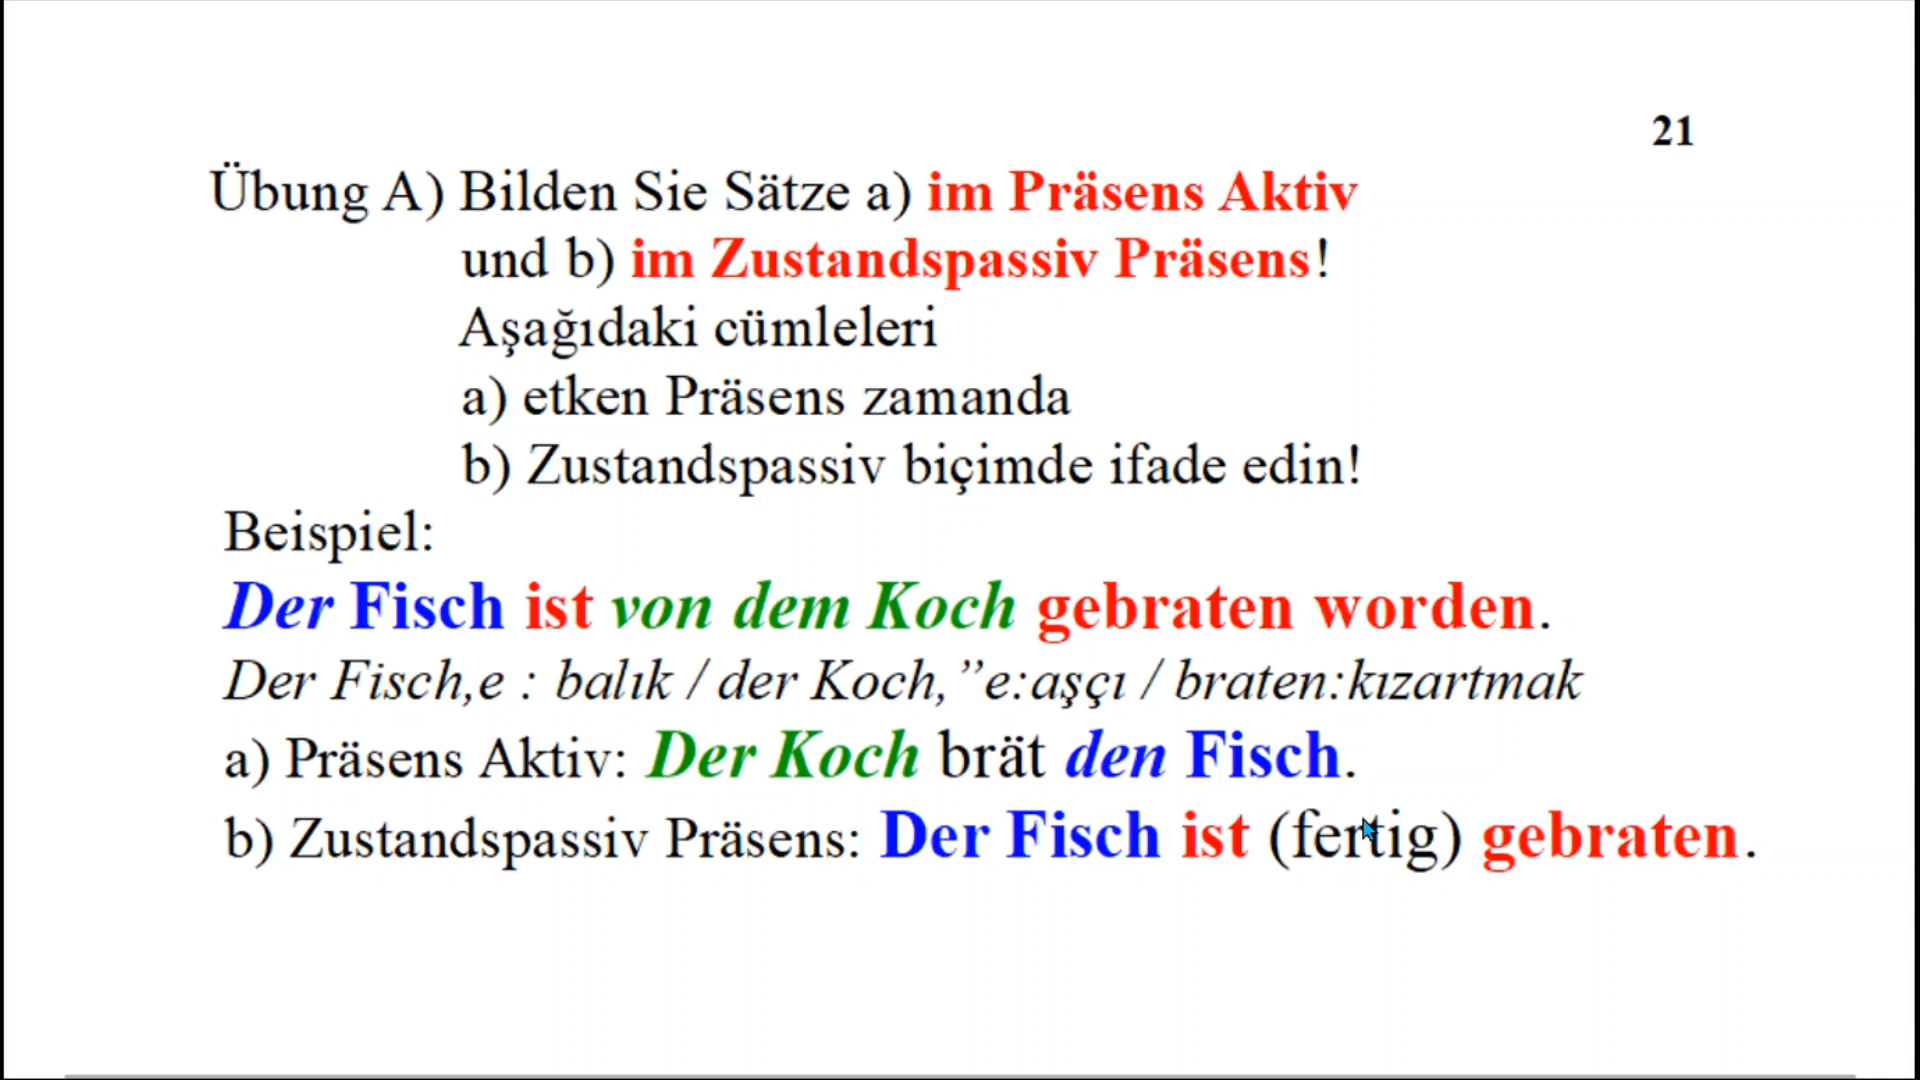 21
Übung A) Bilden Sie Sätze a) im Präsens Aktiv
und b) im Zustandspassiv Präsens!
Aşağıdaki cümleleri
a) etken Präsens zamanda
b) Zustandspassiv biçimde ifade edin!
Beispiel:
Der Fisch ist von dem Koch gebraten worden.
Der Fisch,e : balık / der Koch, ”e:aşçı / braten:kızartmak
a) Präsens Aktiv: Der Koch brät den Fisch.
b) Zustandspassiv Präsens: Der Fisch ist (fertig) gebraten.